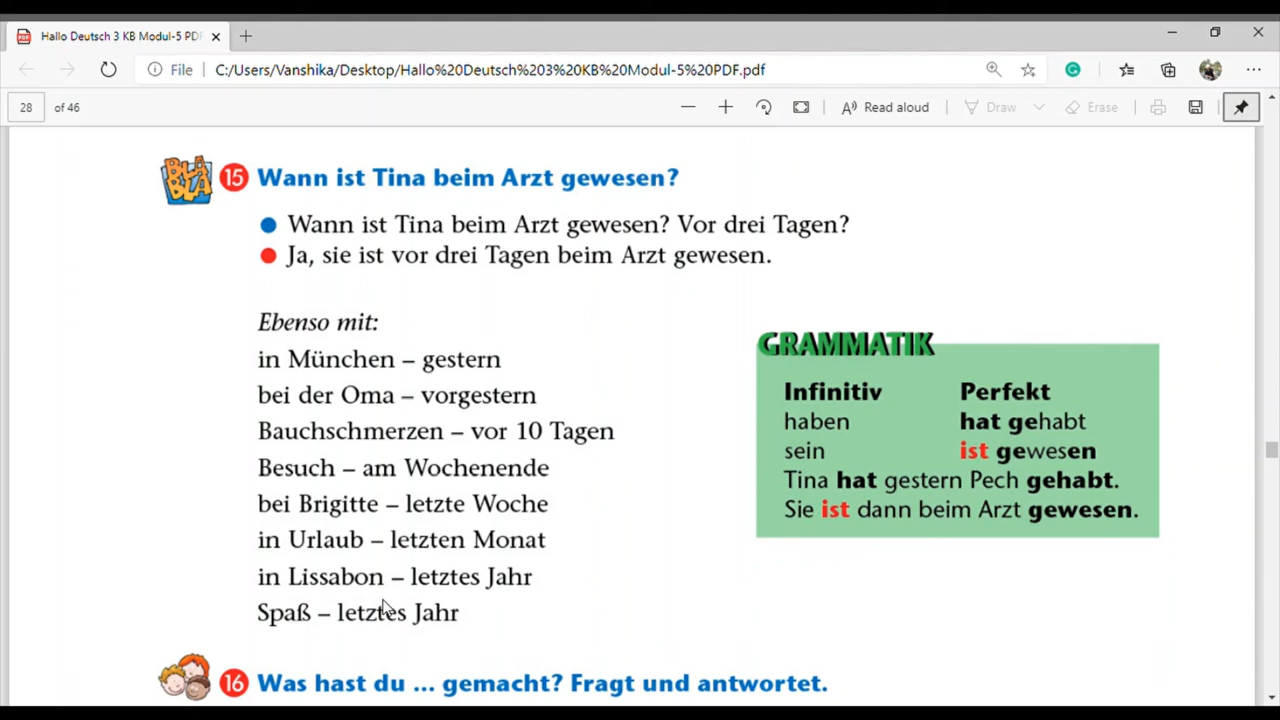 Hallo Deutsch 3 KB Modul-5 PDF
File C:/Users/Vanshika/Desktop/Hallo%20Deutsch%203%20KB%20Modul-5%20PDF.pdf
28 of 46 Read aloud Draw Erase
BLA BLA
15 Wann ist Tina beim Arzt gewesen?
Wann ist Tina beim Arzt gewesen? Vor drei Tagen?
Ja, sie ist vor drei Tagen beim Arzt gewesen.
Ebenso mit:
in München – gestern
bei der Oma – vorgestern
Bauchschmerzen – vor 10 Tagen
Besuch – am Wochenende
bei Brigitte – letzte Woche
in Urlaub – letzten Monat
in Lissabon – letztes Jahr
Spaß – letztes Jahr
GRAMMATIK
Infinitiv Perfekt
haben hat gehabt
sein ist gewesen
Tina hat gestern Pech gehabt.
Sie ist dann beim Arzt gewesen.
16 Was hast du ... gemacht? Fragt und antwortet.